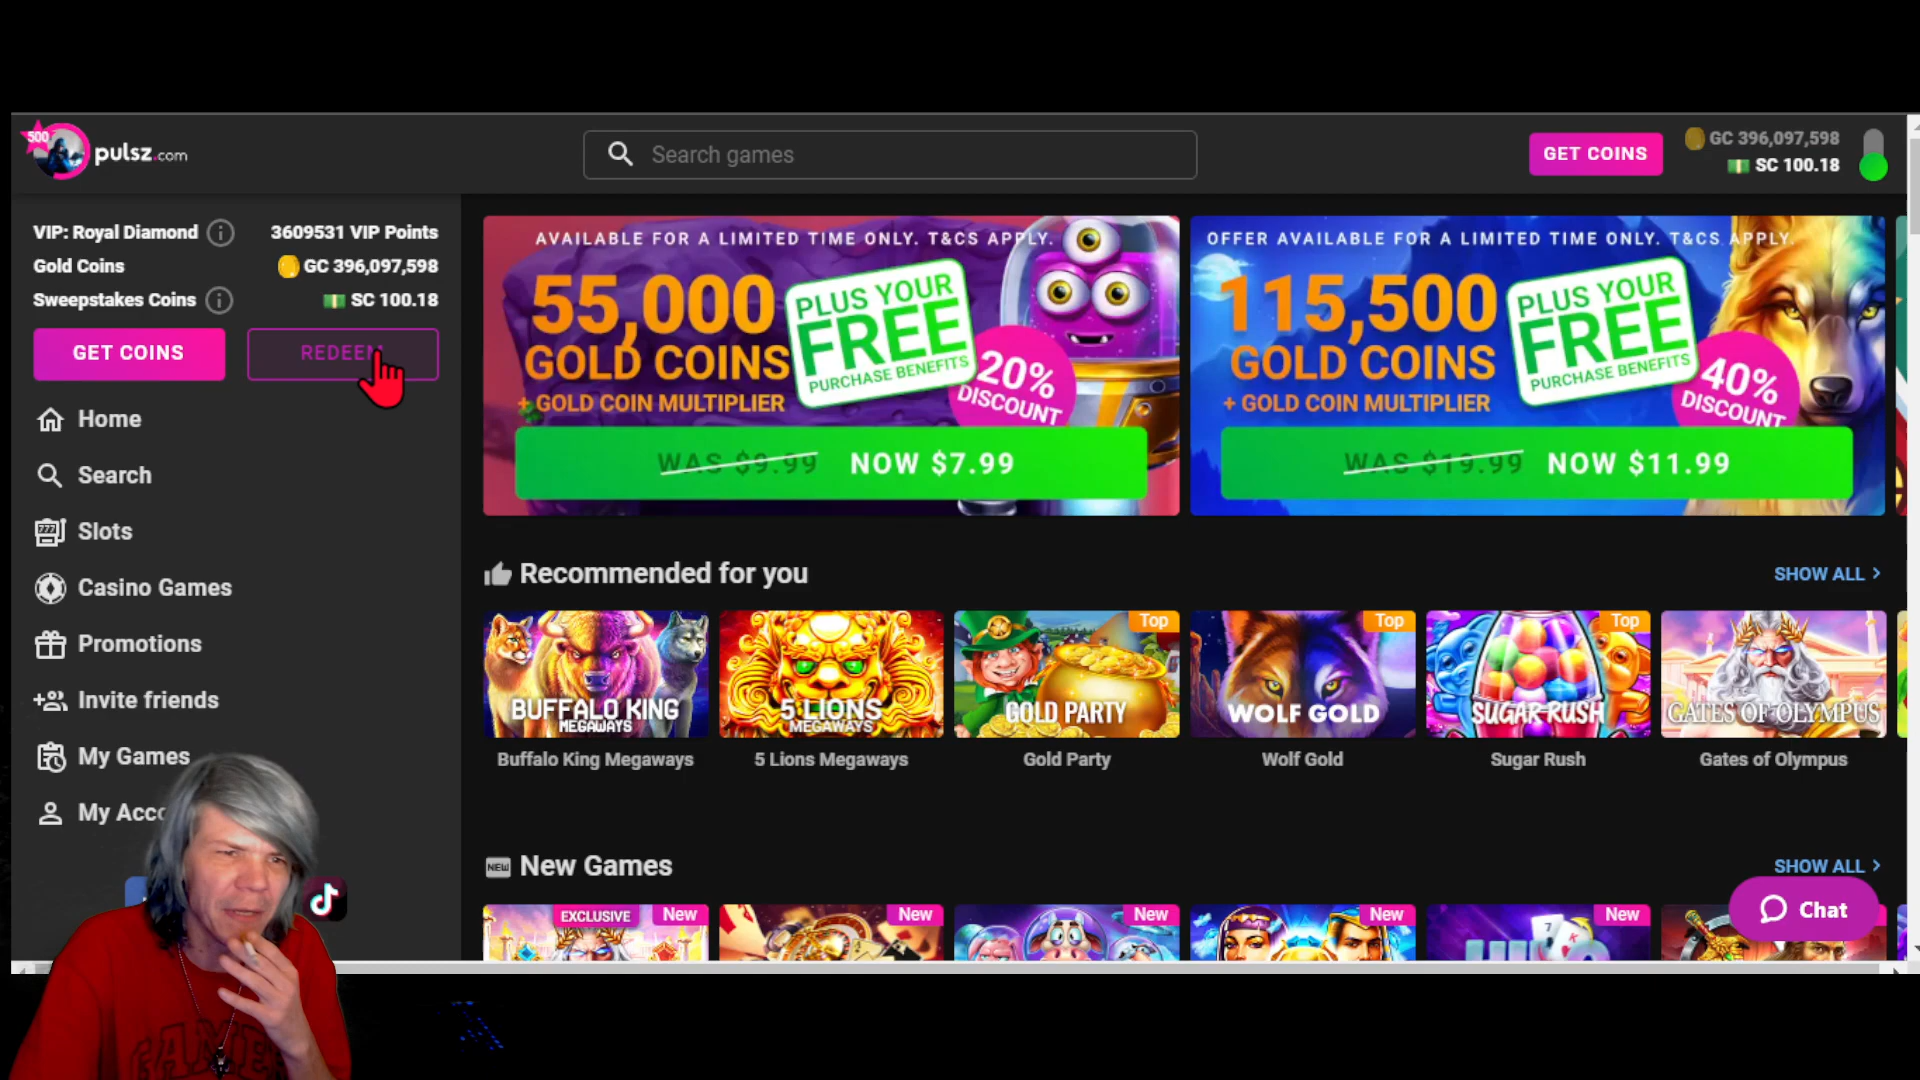 500
pulsz.com
Search games
GET COINS
GC 396,097,598
SC 100.18
VIP: Royal Diamond
3609531 VIP Points
Gold Coins
GC 396,097,598
Sweepstakes Coins
SC 100.18
GET COINS
REDEEM
Home
Search
Slots
Casino Games
Promotions
Invite friends
My Games
My Acco
AVAILABLE FOR A LIMITED TIME ONLY. T&CS APPLY.
55,000
GOLD COINS
+ GOLD COIN MULTIPLIER
PLUS YOUR
FREE
PURCHASE BENEFITS
20%
DISCOUNT
WAS $9.99 NOW $7.99
OFFER AVAILABLE FOR A LIMITED TIME ONLY. T&CS APPLY.
115,500
GOLD COINS
+ GOLD COIN MULTIPLIER
PLUS YOUR
FREE
PURCHASE BENEFITS
40%
DISCOUNT
WAS $19.99 NOW $11.99
Recommended for you
SHOW ALL
BUFFALO KING
MEGAWAYS
Buffalo King Megaways
5 LIONS
MEGAWAYS
5 Lions Megaways
Top
GOLD PARTY
Gold Party
Top
WOLF GOLD
Wolf Gold
Top
SUGAR RUSH
Sugar Rush
GATES OF OLYMPUS
Gates of Olympus
NEW
New Games
SHOW ALL
EXCLUSIVE
New
New
New
New
New
Chat
GAME